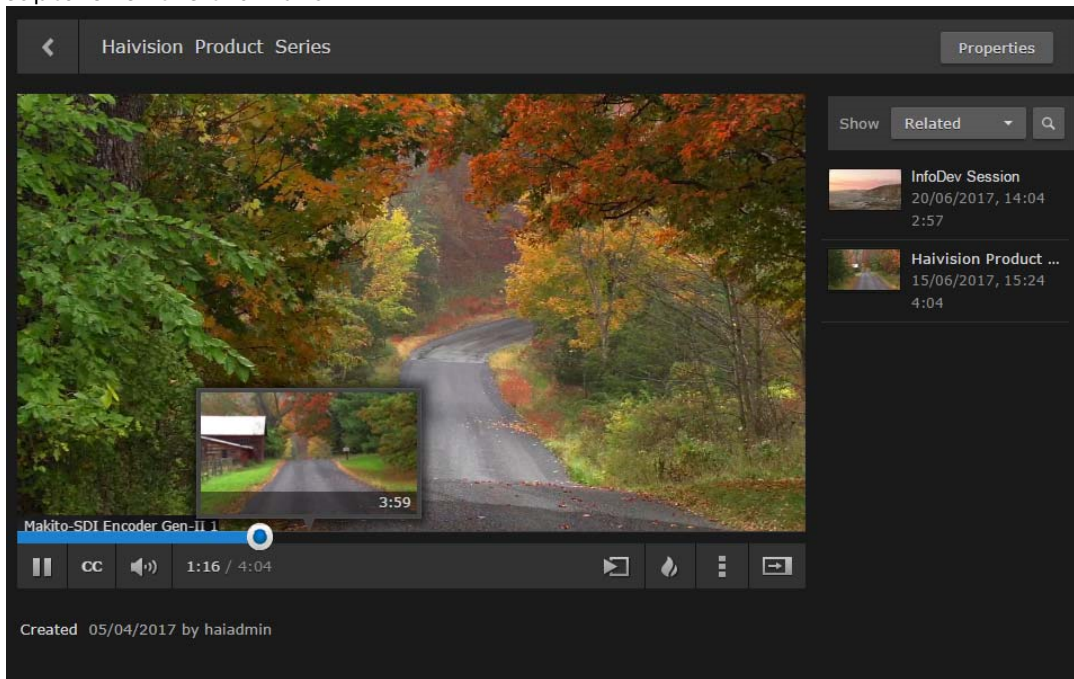 Haivision Product Series
Properties
Show Related
InfoDev Session
20/06/2017, 14:04
2:57
Haivision Product ...
15/06/2017, 15:24
4:04
3:59
Makito-SDI Encoder Gen-II 1
CC 1:16 / 4:04
Created 05/04/2017 by haiadmin